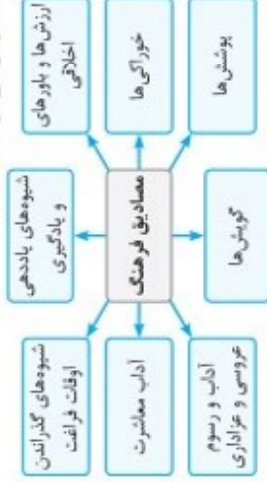 ارزش‌ها و باورهای
اخلاقی
شیوه‌های یاددهی
و یادگیری
شیوه‌های گذراندن
اوقات فراغت
خوراکی‌ها
مصادیق فرهنگ
آداب معاشرت
پوشش‌ها
گویش‌ها
آداب و رسوم
عروسی و عزاداری